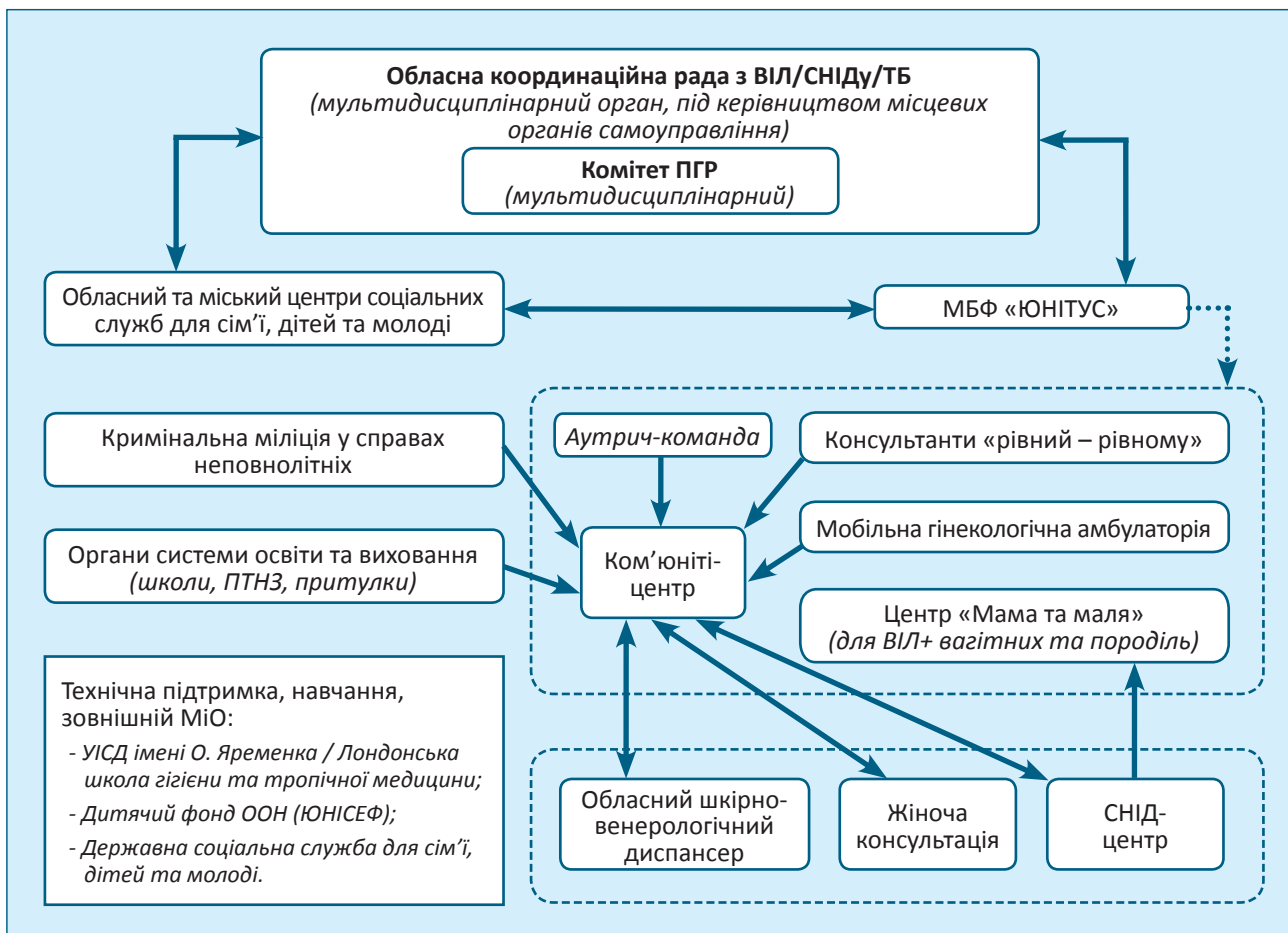 Обласна координаційна рада з ВІЛ/СНІДу/ТБ
(мультидисциплінарний орган, під керівництвом місцевих
органів самоуправління)
Комітет ПГР
(мультидисциплінарний)
Обласний та міський центри соціальних
служб для сім’ї, дітей та молоді
МБФ «ЮНІТУС»
Кримінальна міліція у справах
неповнолітніх
Аутрич-команда
Консультанти «рівний – рівному»
Органи системи освіти та виховання
(школи, ПТНЗ, притулки)
Ком’юніті-
центр
Мобільна гінекологічна амбулаторія
Центр «Мама та маля»
(для ВІЛ+ вагітних та породіль)
Технічна підтримка, навчання,
зовнішній МіО:
- УІСД імені О. Яременка / Лондонська
школа гігієни та тропічної медицини;
- Дитячий фонд ООН (ЮНІСЕФ);
- Державна соціальна служба для сім’ї,
дітей та молоді.
Обласний шкірно-
венерологічний
диспансер
Жіноча
консультація
СНІД-
центр